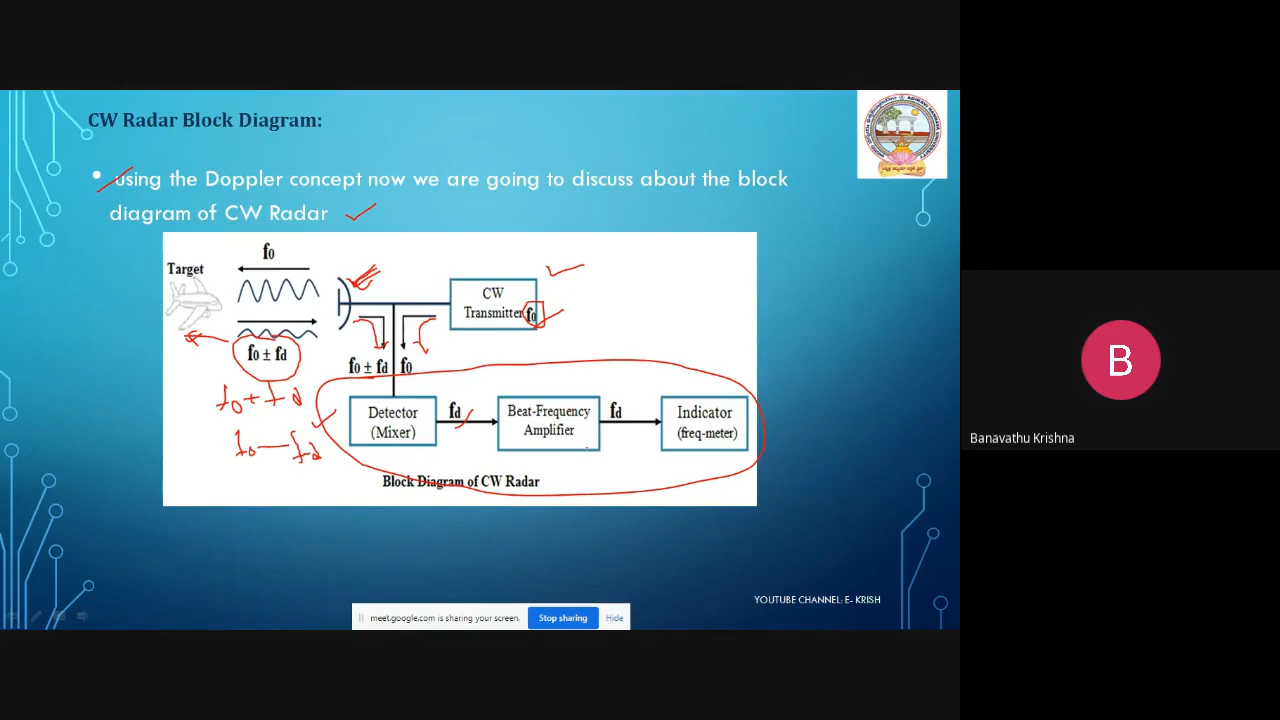 CW Radar Block Diagram:
• using the Doppler concept now we are going to discuss about the block
diagram of CW Radar
f0
Target
CW
Transmitter f0
f0 ± fd
f0 ± fd
f0
f0 + fd
f0 — fd
Detector
(Mixer)
fd
Beat-Frequency
Amplifier
fd
Indicator
(freq-meter)
Block Diagram of CW Radar
B
Banavathu Krishna
YOUTUBE CHANNEL: E- KRISH
meet.google.com is sharing your screen.
Stop sharing
Hide